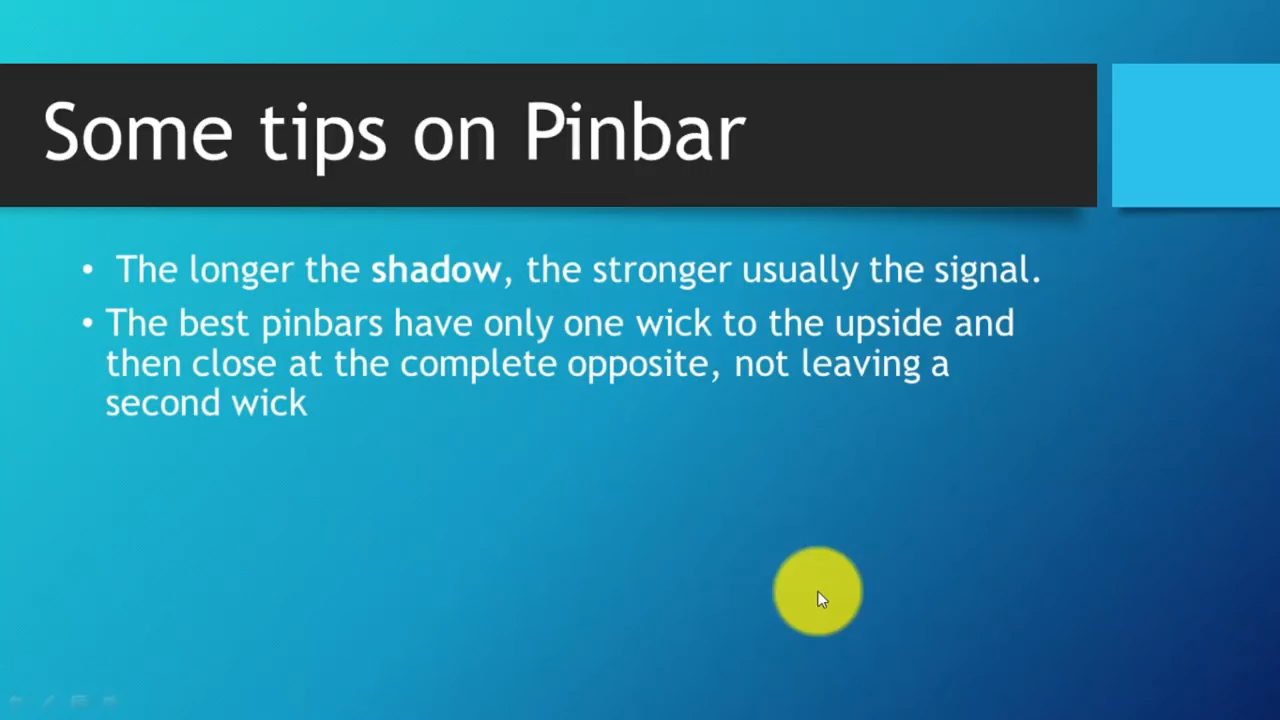 Some tips on Pinbar
• The longer the shadow, the stronger usually the signal.
• The best pinbars have only one wick to the upside and
then close at the complete opposite, not leaving a
second wick